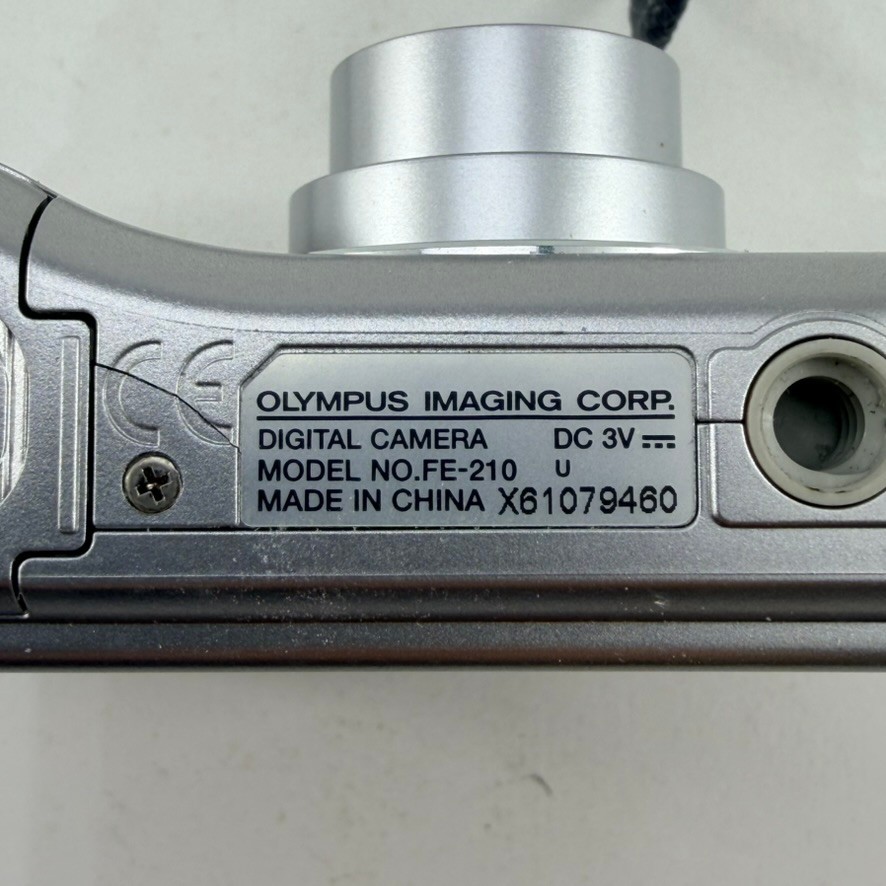 CE
OLYMPUS IMAGING CORP.
DIGITAL CAMERA DC 3V⎓
MODEL NO.FE-210 U
MADE IN CHINA X61079460